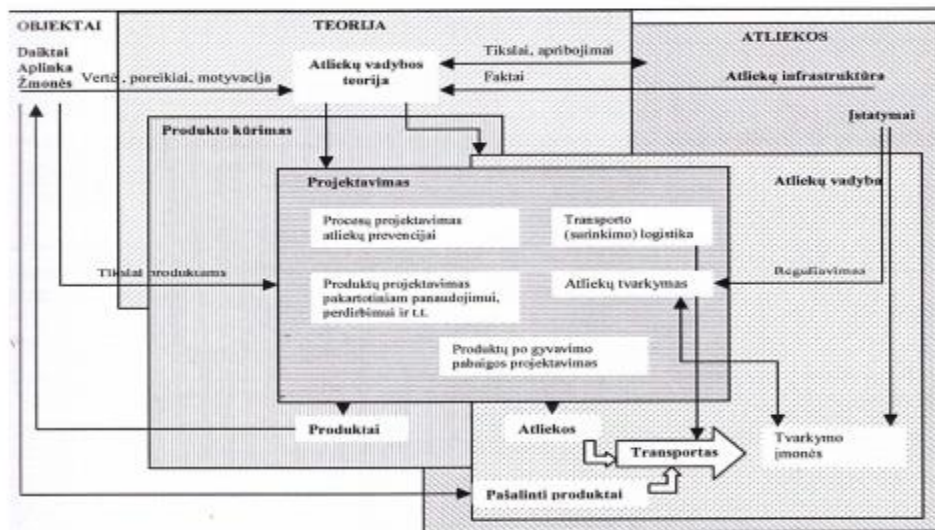 OBJEKTAI
TEORIJA
ATLIEKOS
Daiktai
Aplinka
Žmonės
Vertė, poreikiai, motyvacija
Atliekų vadybos
teorija
Tikslai, apribojimai
Faktai
Atliekų infrastruktūra
Įstatymai
Produkto kūrimas
Projektavimas
Atliekų vadyba
Procesų projektavimas
atliekų prevencijai
Transporto
(surinkimo) logistika
Tikslai produktams
Produktų projektavimas
pakartotiniam panaudojimui,
perdirbimui ir t.t.
Atliekų tvarkymas
Reguliavimas
Produktų po gyvavimo
pabaigos projektavimas
Produktai
Atliekos
Transportas
Tvarkymo
įmonės
Pašalinti produktai